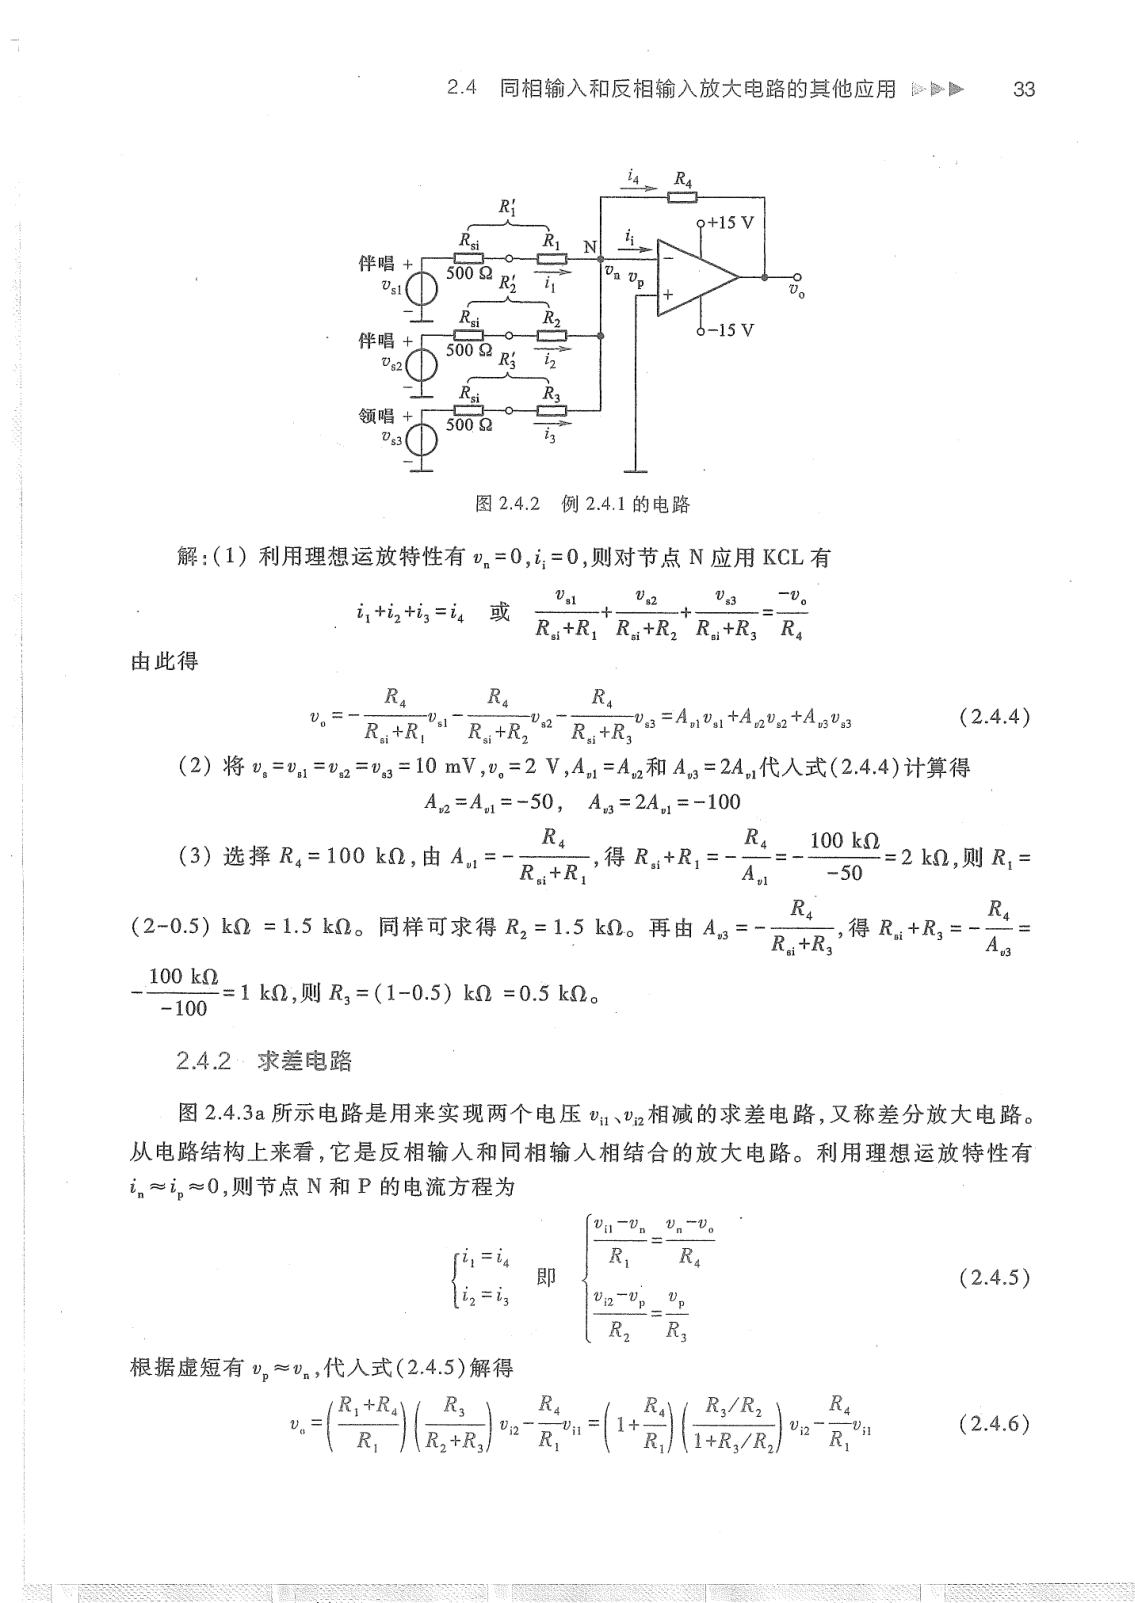 2.4 同相输入和反相输入放大电路的其他应用 33
i4 R4
R′1 +15 V
Rsi R1 N ii
伴唱 + 500 Ω i1 vn vp −
vs1 R′2 + vo
− Rsi R2 −15 V
伴唱 + 500 Ω i2
vs2 R′3
− Rsi R3
领唱 + 500 Ω i3
vs3
−
图 2.4.2 例 2.4.1 的电路
解:(1) 利用理想运放特性有 vn=0,ii=0,则对节点 N 应用 KCL 有
i1+i2+i3=i4 或 vs1/(Rsi+R1)+vs2/(Rsi+R2)+vs3/(Rsi+R3)=−vo/R4
由此得
vo=−R4/(Rsi+R1)vs1−R4/(Rsi+R2)vs2−R4/(Rsi+R3)vs3=Av1vs1+Av2vs2+Av3vs3 (2.4.4)
(2) 将 vs=vs1=vs2=vs3=10 mV,vo=2 V,Av1=Av2和 Av3=2Av1代入式(2.4.4)计算得
Av2=Av1=−50, Av3=2Av1=−100
(3) 选择 R4=100 kΩ,由 Av1=−R4/(Rsi+R1),得 Rsi+R1=−R4/Av1=−100 kΩ/−50=2 kΩ,则 R1=
(2−0.5) kΩ =1.5 kΩ。同样可求得 R2=1.5 kΩ。再由 Av3=−R4/(Rsi+R3),得 Rsi+R3=−R4/Av3=
−100 kΩ/−100=1 kΩ,则 R3=(1−0.5) kΩ =0.5 kΩ。
2.4.2 求差电路
图 2.4.3a 所示电路是用来实现两个电压 vi1、vi2相减的求差电路,又称差分放大电路。
从电路结构上来看,它是反相输入和同相输入相结合的放大电路。利用理想运放特性有
in≈ip≈0,则节点 N 和 P 的电流方程为
{i1=i4 即 {(vi1−vn)/R1=(vn−vo)/R4
i2=i3 (vi2−vp)/R2=vp/R3 (2.4.5)
根据虚短有 vp≈vn,代入式(2.4.5)解得
vo=((R1+R4)/R1)(R3/(R2+R3))vi2−R4/R1 vi1=(1+R4/R1)((R3/R2)/(1+R3/R2))vi2−R4/R1 vi1 (2.4.6)